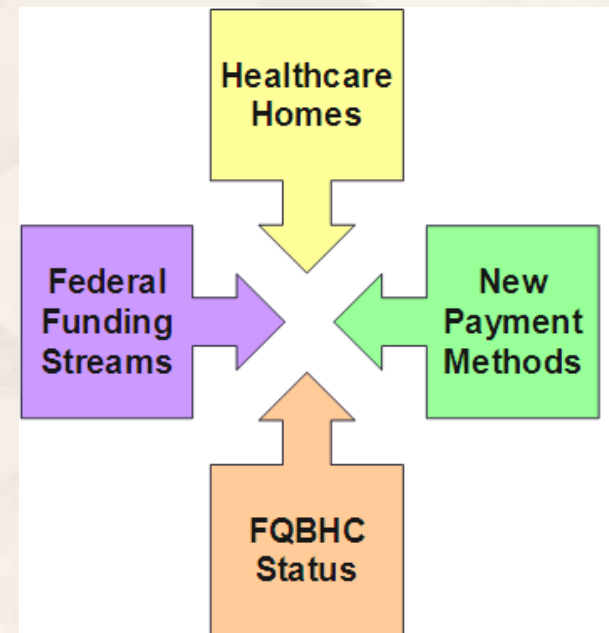 Healthcare
Homes
Federal
Funding
Streams
New
Payment
Methods
FQBHC
Status